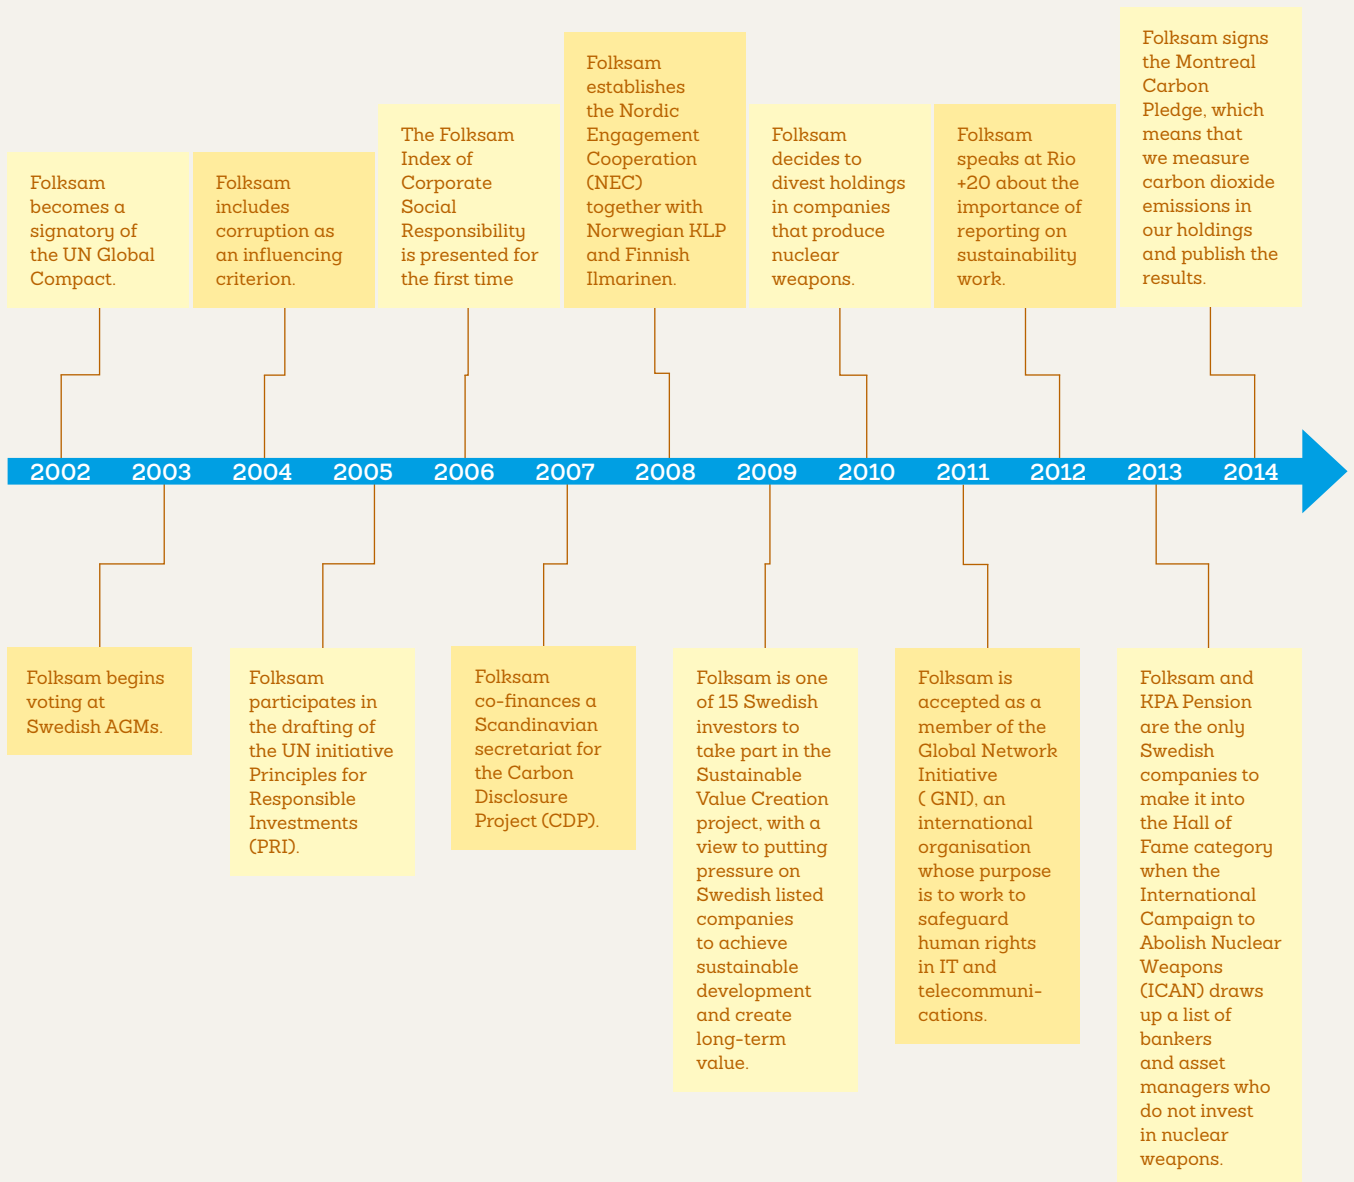 Folksam
becomes a
signatory of
the UN Global
Compact.
Folksam
includes
corruption as
an influencing
criterion.
The Folksam
Index of
Corporate
Social
Responsibility
is presented for
the first time
Folksam
establishes
the Nordic
Engagement
Cooperation
(NEC)
together with
Norwegian KLP
and Finnish
Ilmarinen.
Folksam
decides to
divest holdings
in companies
that produce
nuclear
weapons.
Folksam
speaks at Rio
+20 about the
importance of
reporting on
sustainability
work.
Folksam signs
the Montreal
Carbon
Pledge, which
means that
we measure
carbon dioxide
emissions in
our holdings
and publish the
results.
2002 2003 2004 2005 2006 2007 2008 2009 2010 2011 2012 2013 2014
Folksam begins
voting at
Swedish AGMs.
Folksam
participates in
the drafting of
the UN initiative
Principles for
Responsible
Investments
(PRI).
Folksam
co-finances a
Scandinavian
secretariat for
the Carbon
Disclosure
Project (CDP).
Folksam is one
of 15 Swedish
investors to
take part in the
Sustainable
Value Creation
project, with a
view to putting
pressure on
Swedish listed
companies
to achieve
sustainable
development
and create
long-term
value.
Folksam is
accepted as a
member of the
Global Network
Initiative
( GNI), an
international
organisation
whose purpose
is to work to
safeguard
human rights
in IT and
telecommuni-
cations.
Folksam and
KPA Pension
are the only
Swedish
companies to
make it into
the Hall of
Fame category
when the
International
Campaign to
Abolish Nuclear
Weapons
(ICAN) draws
up a list of
bankers
and asset
managers who
do not invest
in nuclear
weapons.